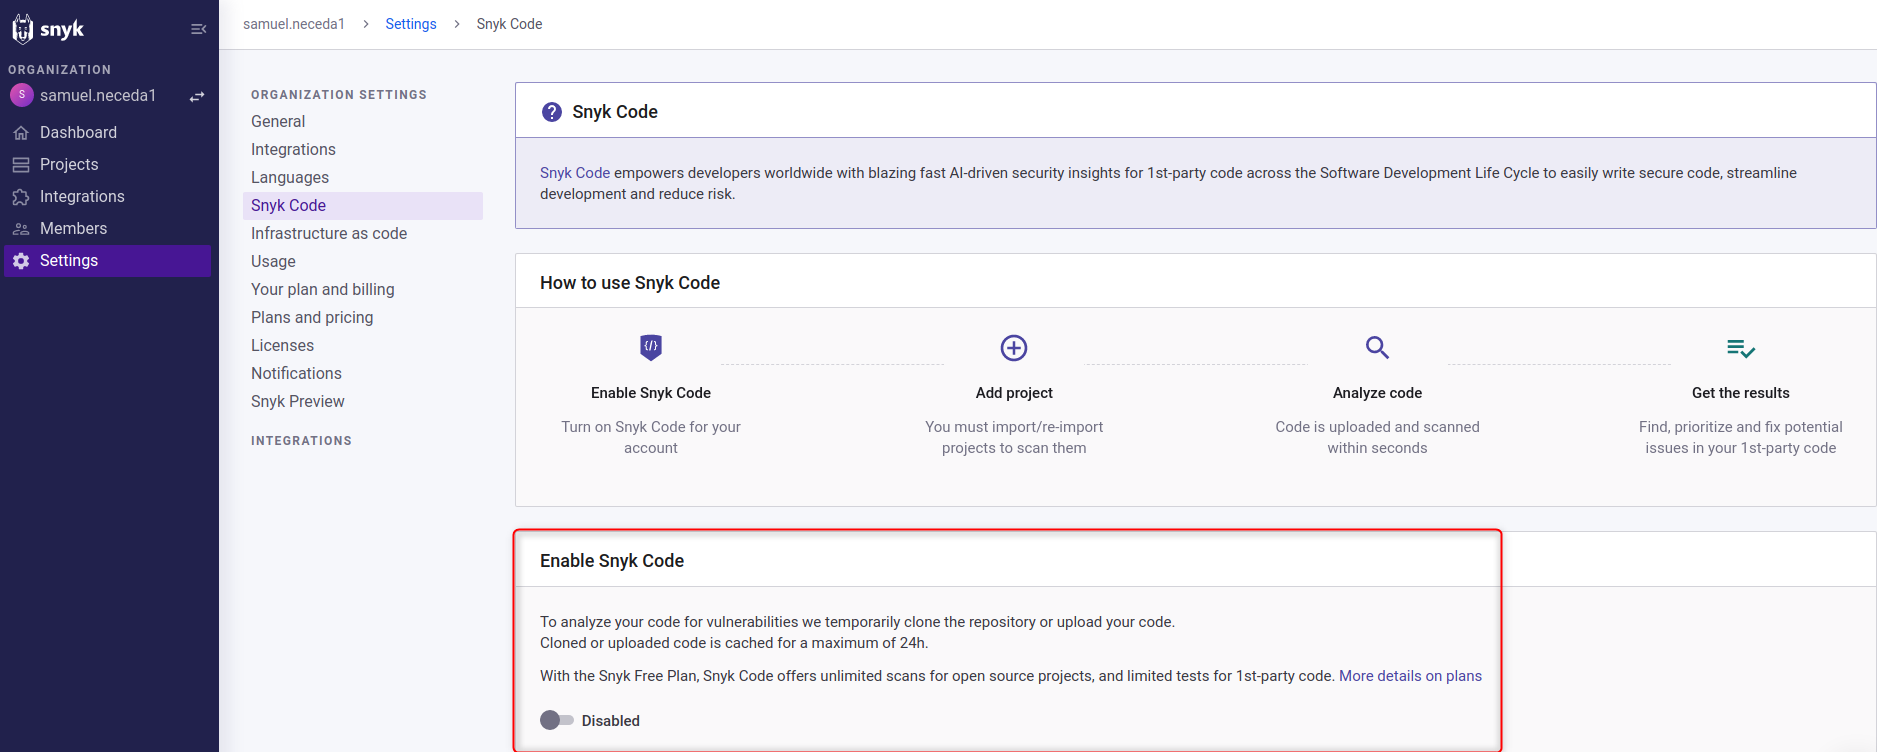 snyk
ORGANIZATION
S
samuel.neceda1
Dashboard
Projects
Integrations
Members
Settings
samuel.neceda1 > Settings > Snyk Code
ORGANIZATION SETTINGS
General
Integrations
Languages
Snyk Code
Infrastructure as code
Usage
Your plan and billing
Plans and pricing
Licenses
Notifications
Snyk Preview
INTEGRATIONS
? Snyk Code
Snyk Code empowers developers worldwide with blazing fast AI-driven security insights for 1st-party code across the Software Development Life Cycle to easily write secure code, streamline
development and reduce risk.
How to use Snyk Code
Enable Snyk Code
Turn on Snyk Code for your
account
Add project
You must import/re-import
projects to scan them
Analyze code
Code is uploaded and scanned
within seconds
Get the results
Find, prioritize and fix potential
issues in your 1st-party code
Enable Snyk Code
To analyze your code for vulnerabilities we temporarily clone the repository or upload your code.
Cloned or uploaded code is cached for a maximum of 24h.
With the Snyk Free Plan, Snyk Code offers unlimited scans for open source projects, and limited tests for 1st-party code. More details on plans
Disabled